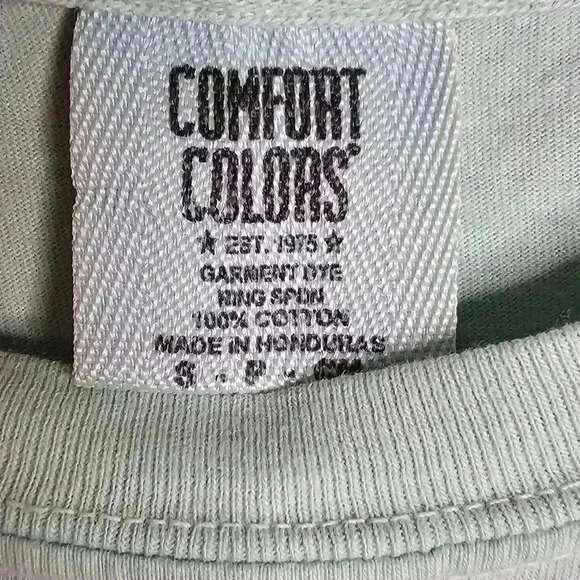 COMFORT
COLORS®
★ EST. 1975 ★
GARMENT DYE
RING SPUN
100% COTTON
MADE IN HONDURAS
S - P -